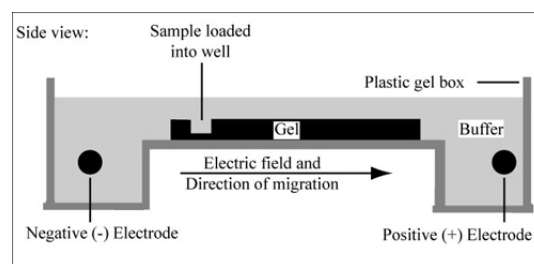 Side view:
Sample loaded
into well
Plastic gel box
Gel
Buffer
Electric field and
Direction of migration
Negative (-) Electrode
Positive (+) Electrode